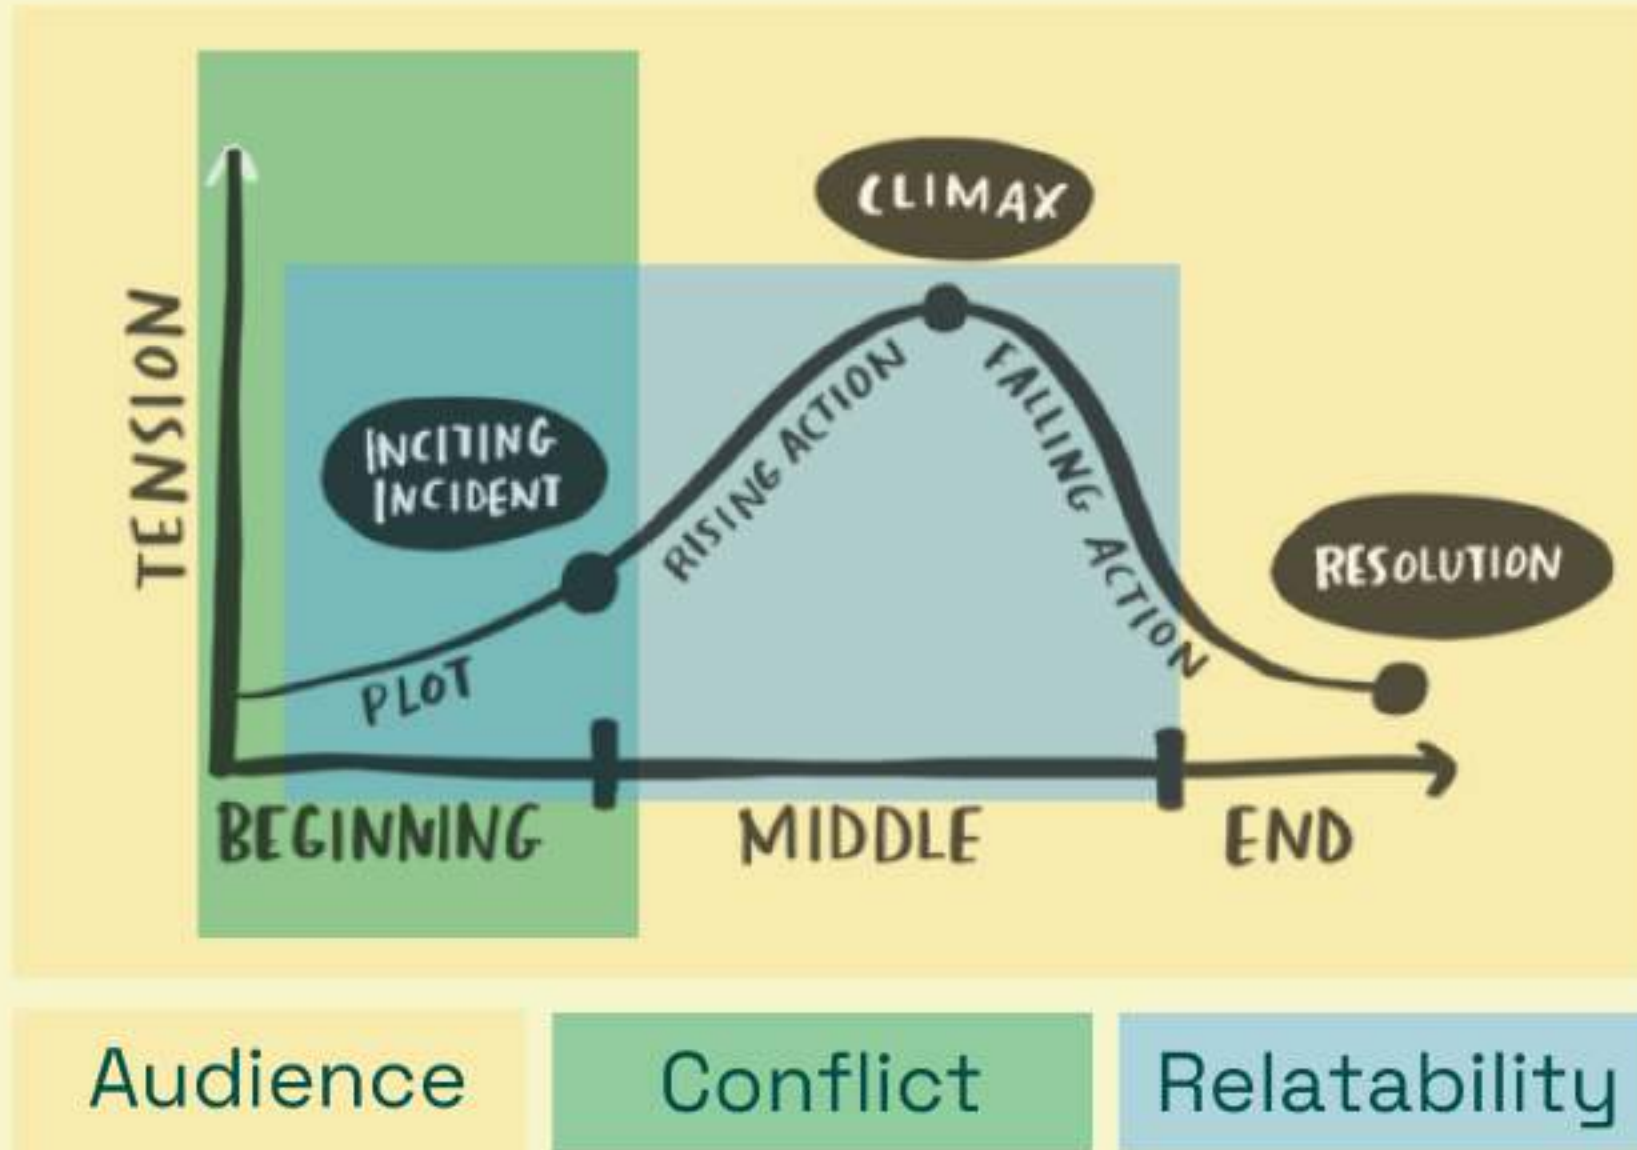 CLIMAX
TENSION
INCITING
INCIDENT
RISING ACTION
FALLING ACTION
RESOLUTION
PLOT
BEGINNING
MIDDLE
END
Audience
Conflict
Relatability